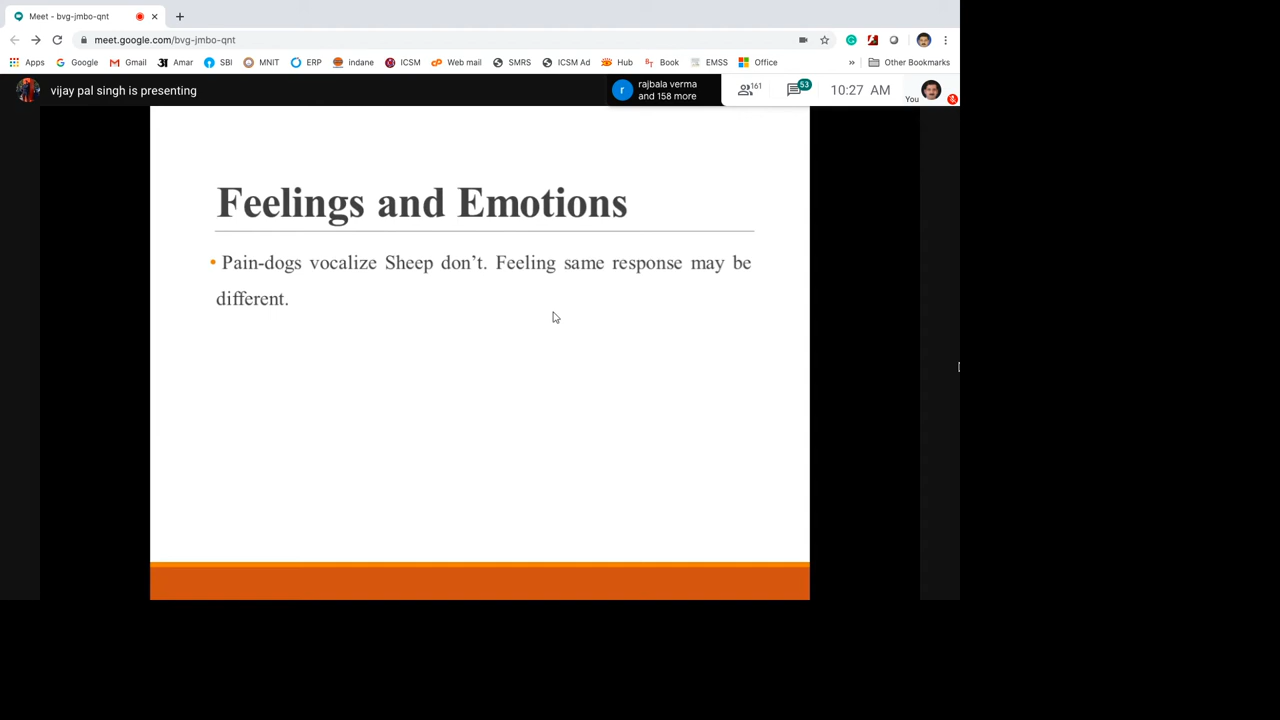 Meet - bvg-jmbo-qnt
meet.google.com/bvg-jmbo-qnt
Apps Google Gmail Amar SBI MNIT ERP indane ICSM Web mail SMRS ICSM Ad Hub Book EMSS Office » Other Bookmarks
vijay pal singh is presenting
r rajbala verma
and 158 more
161
53
10:27 AM
You
Feelings and Emotions
• Pain-dogs vocalize Sheep don’t. Feeling same response may be
different.